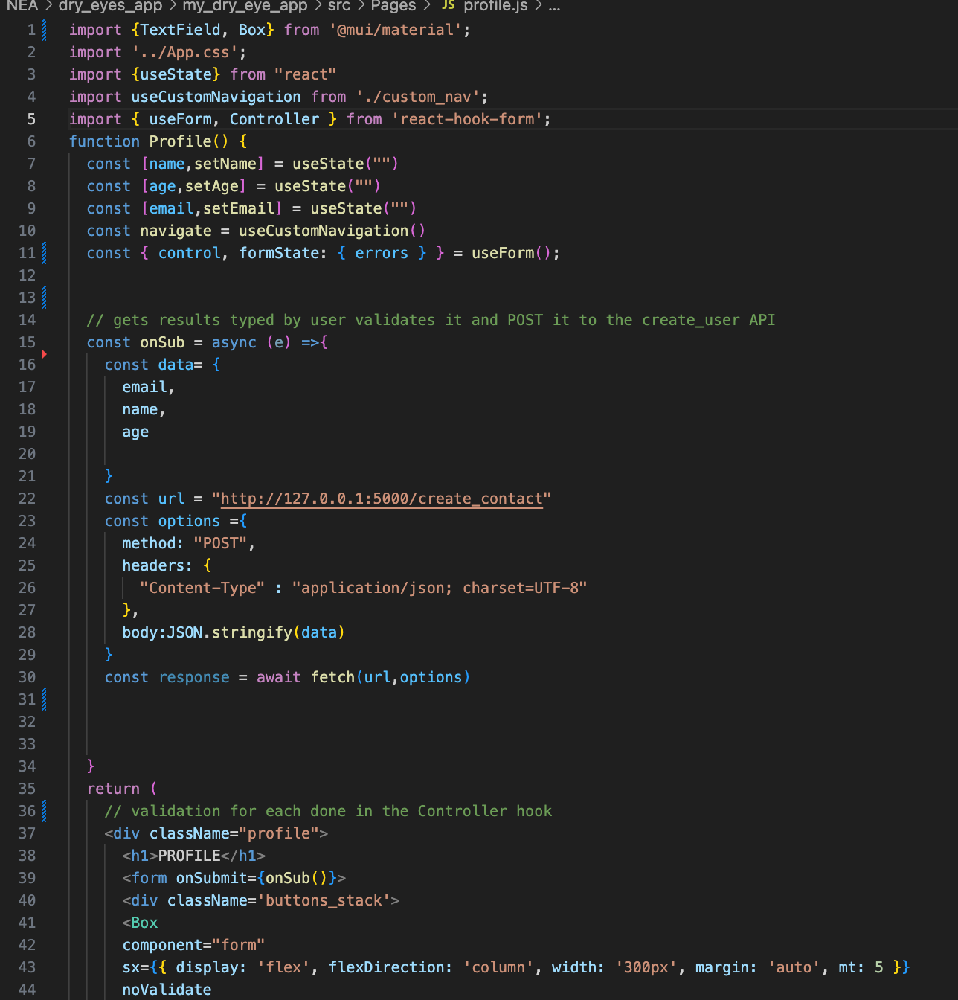 NEA > dry_eyes_app > my_dry_eye_app > src > Pages > JS profile.js > ...
1 import {TextField, Box} from '@mui/material';
2 import '../App.css';
3 import {useState} from "react"
4 import useCustomNavigation from './custom_nav';
5 import { useForm, Controller } from 'react-hook-form';
6 function Profile() {
7 const [name,setName] = useState("")
8 const [age,setAge] = useState("")
9 const [email,setEmail] = useState("")
10 const navigate = useCustomNavigation()
11 const { control, formState: { errors } } = useForm();
12
13
14 // gets results typed by user validates it and POST it to the create_user API
15 const onSub = async (e) =>{
16 const data= {
17 email,
18 name,
19 age
20
21 }
22 const url = "http://127.0.0.1:5000/create_contact"
23 const options ={
24 method: "POST",
25 headers: {
26 "Content-Type" : "application/json; charset=UTF-8"
27 },
28 body:JSON.stringify(data)
29 }
30 const response = await fetch(url,options)
31
32
33
34 }
35 return (
36 // validation for each done in the Controller hook
37 <div className="profile">
38 <h1>PROFILE</h1>
39 <form onSubmit={onSub()}>
40 <div className='buttons_stack'>
41 <Box
42 component="form"
43 sx={{ display: 'flex', flexDirection: 'column', width: '300px', margin: 'auto', mt: 5 }}
44 noValidate